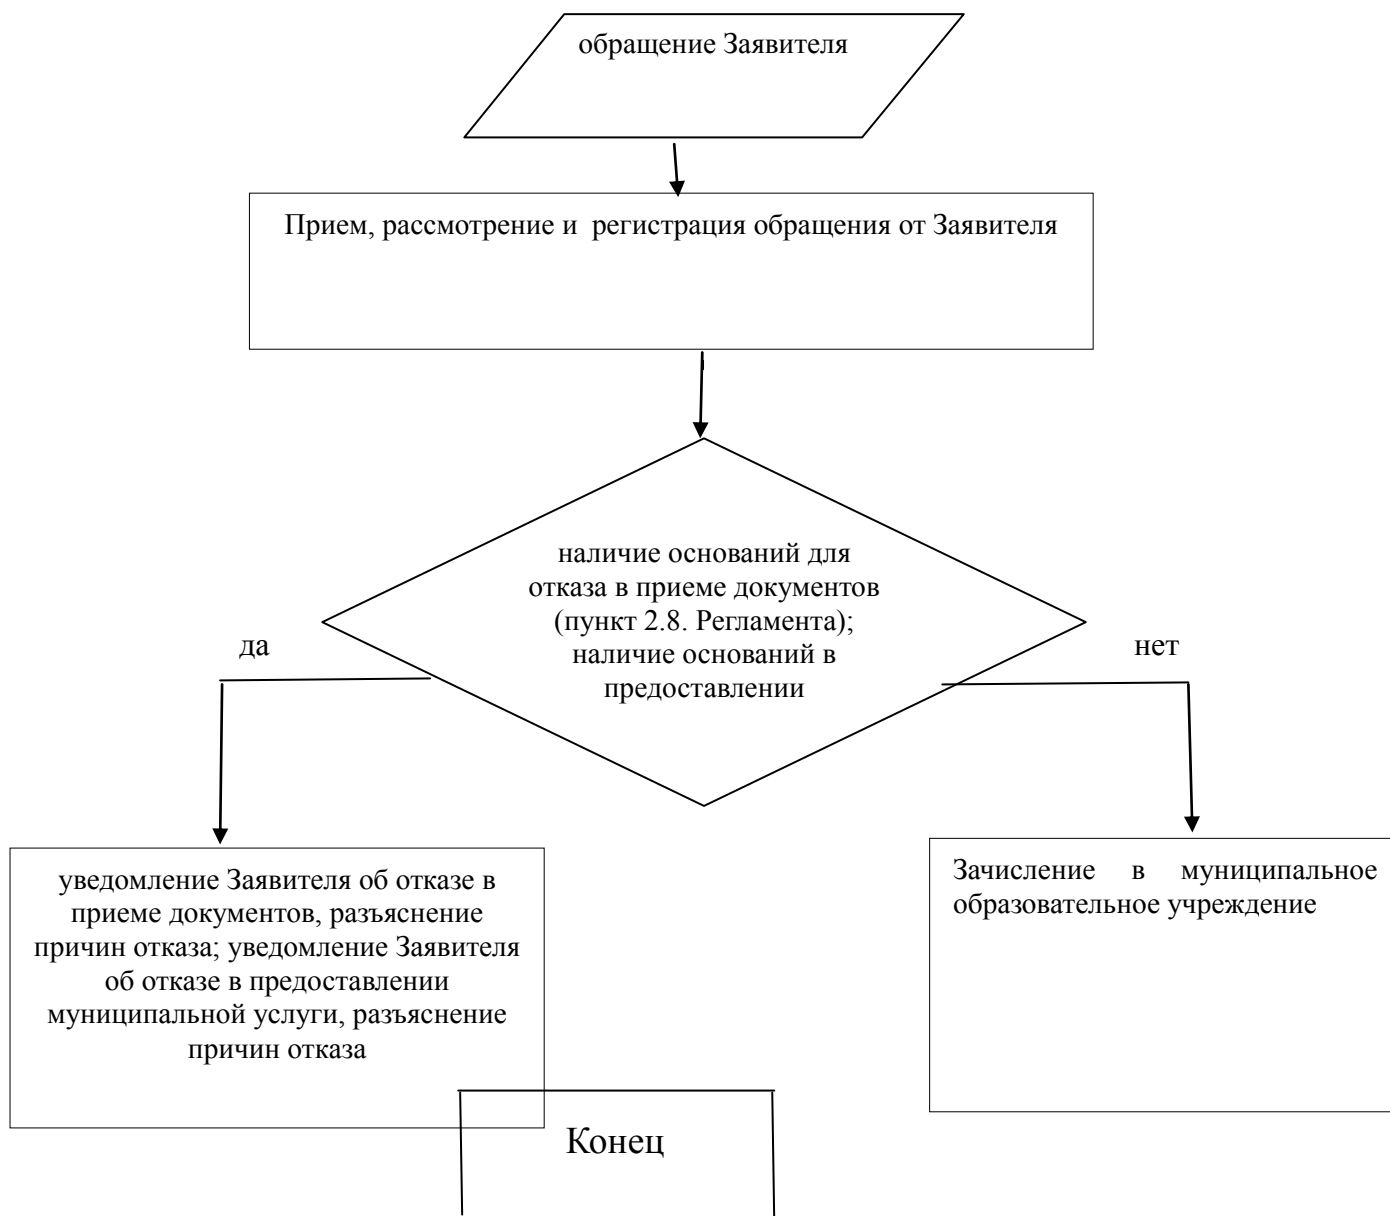 обращение Заявителя
Прием, рассмотрение и  регистрация обращения от Заявителя
наличие оснований для
отказа в приеме документов
(пункт 2.8. Регламента);
наличие оснований в
предоставлении
да
нет
уведомление Заявителя об отказе в
приеме документов, разъяснение
причин отказа; уведомление Заявителя
об отказе в предоставлении
муниципальной услуги, разъяснение
причин отказа
Зачисление в муниципальное
образовательное учреждение
Конец